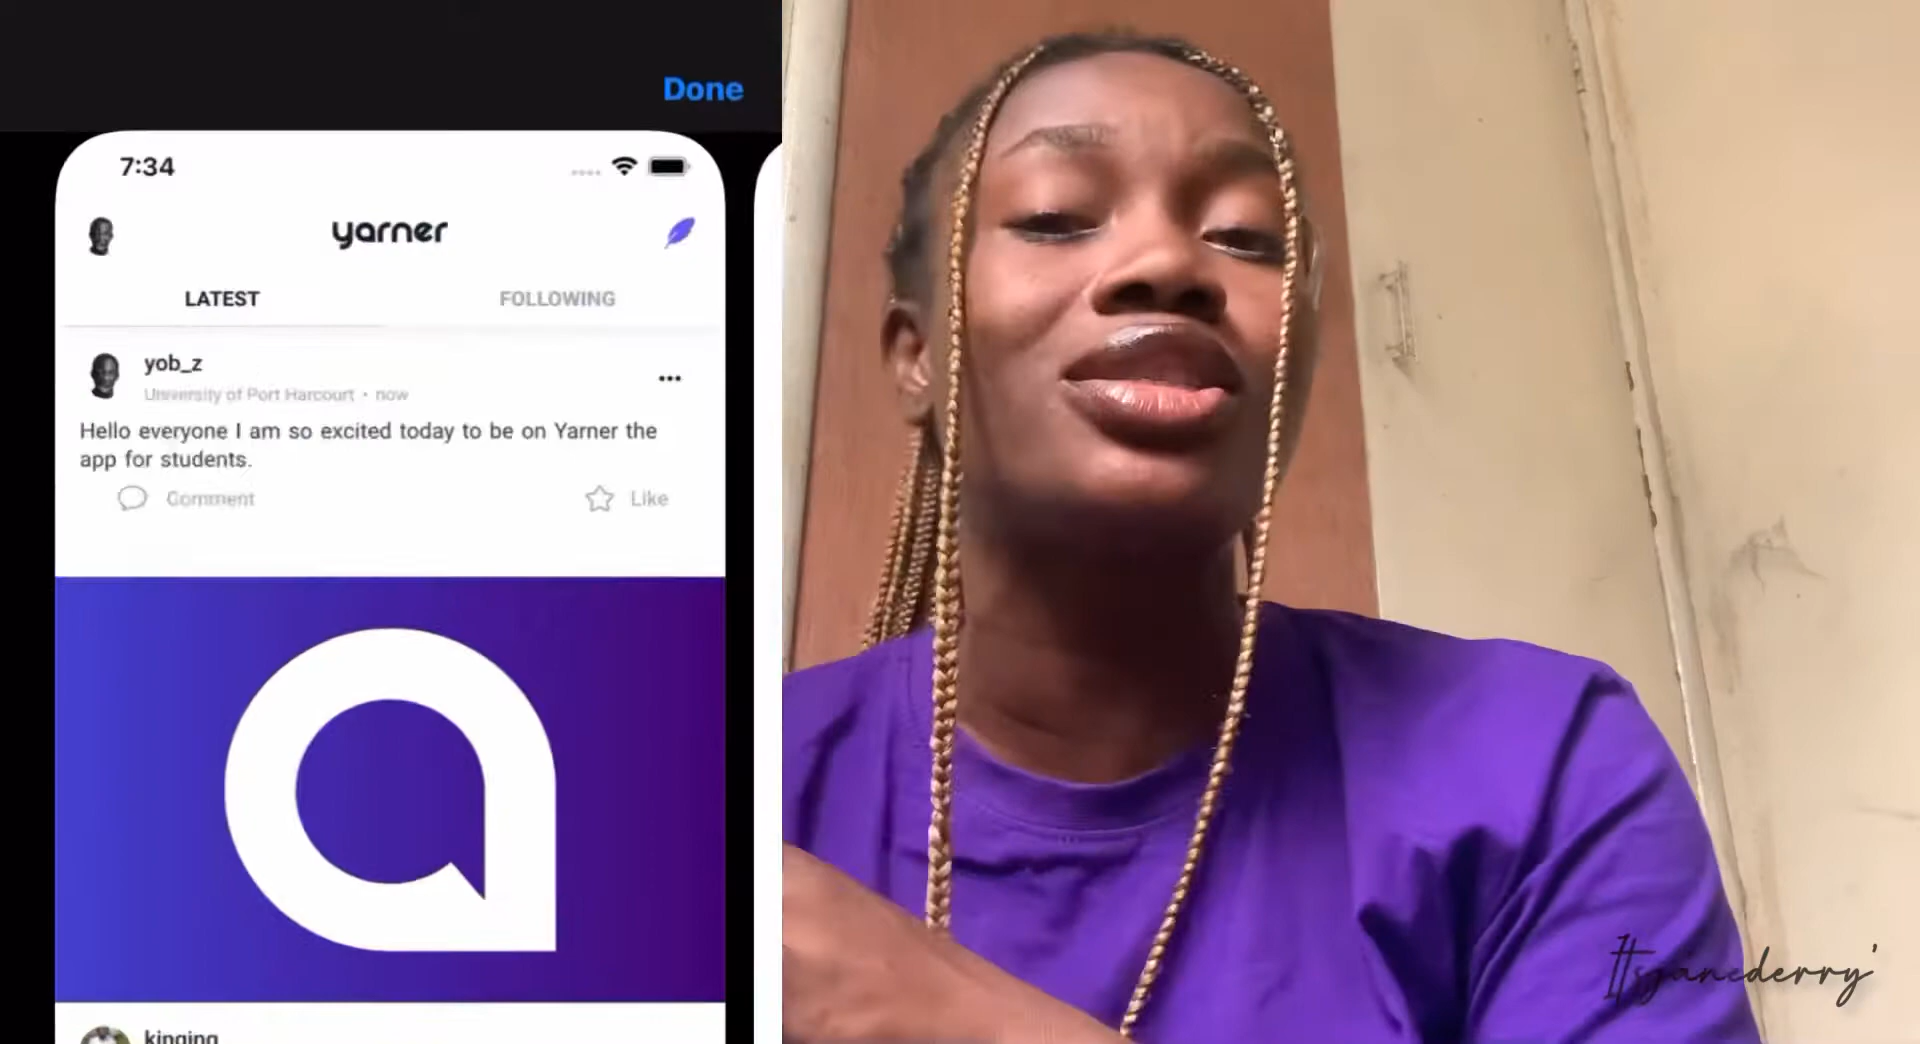 Done
7:34
yarner
LATEST FOLLOWING
yob_z
University of Port Harcourt • now
Hello everyone I am so excited today to be on Yarner the
app for students.
Comment Like
kinging
Itsjanederry'